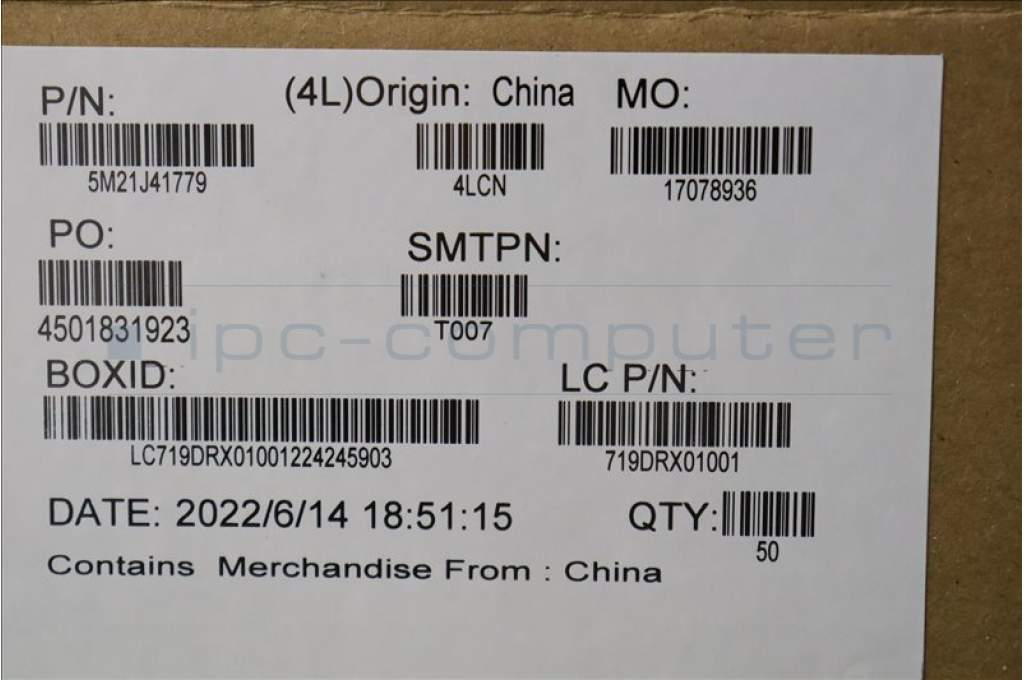 P/N: (4L)Origin: China MO:
5M21J41779 4LCN 17078936
PO: SMTPN:
4501831923 T007
ipc-computer
BOXID: LC P/N:
LC719DRX01001224245903 719DRX01001
DATE: 2022/6/14 18:51:15 QTY:
50
Contains Merchandise From : China